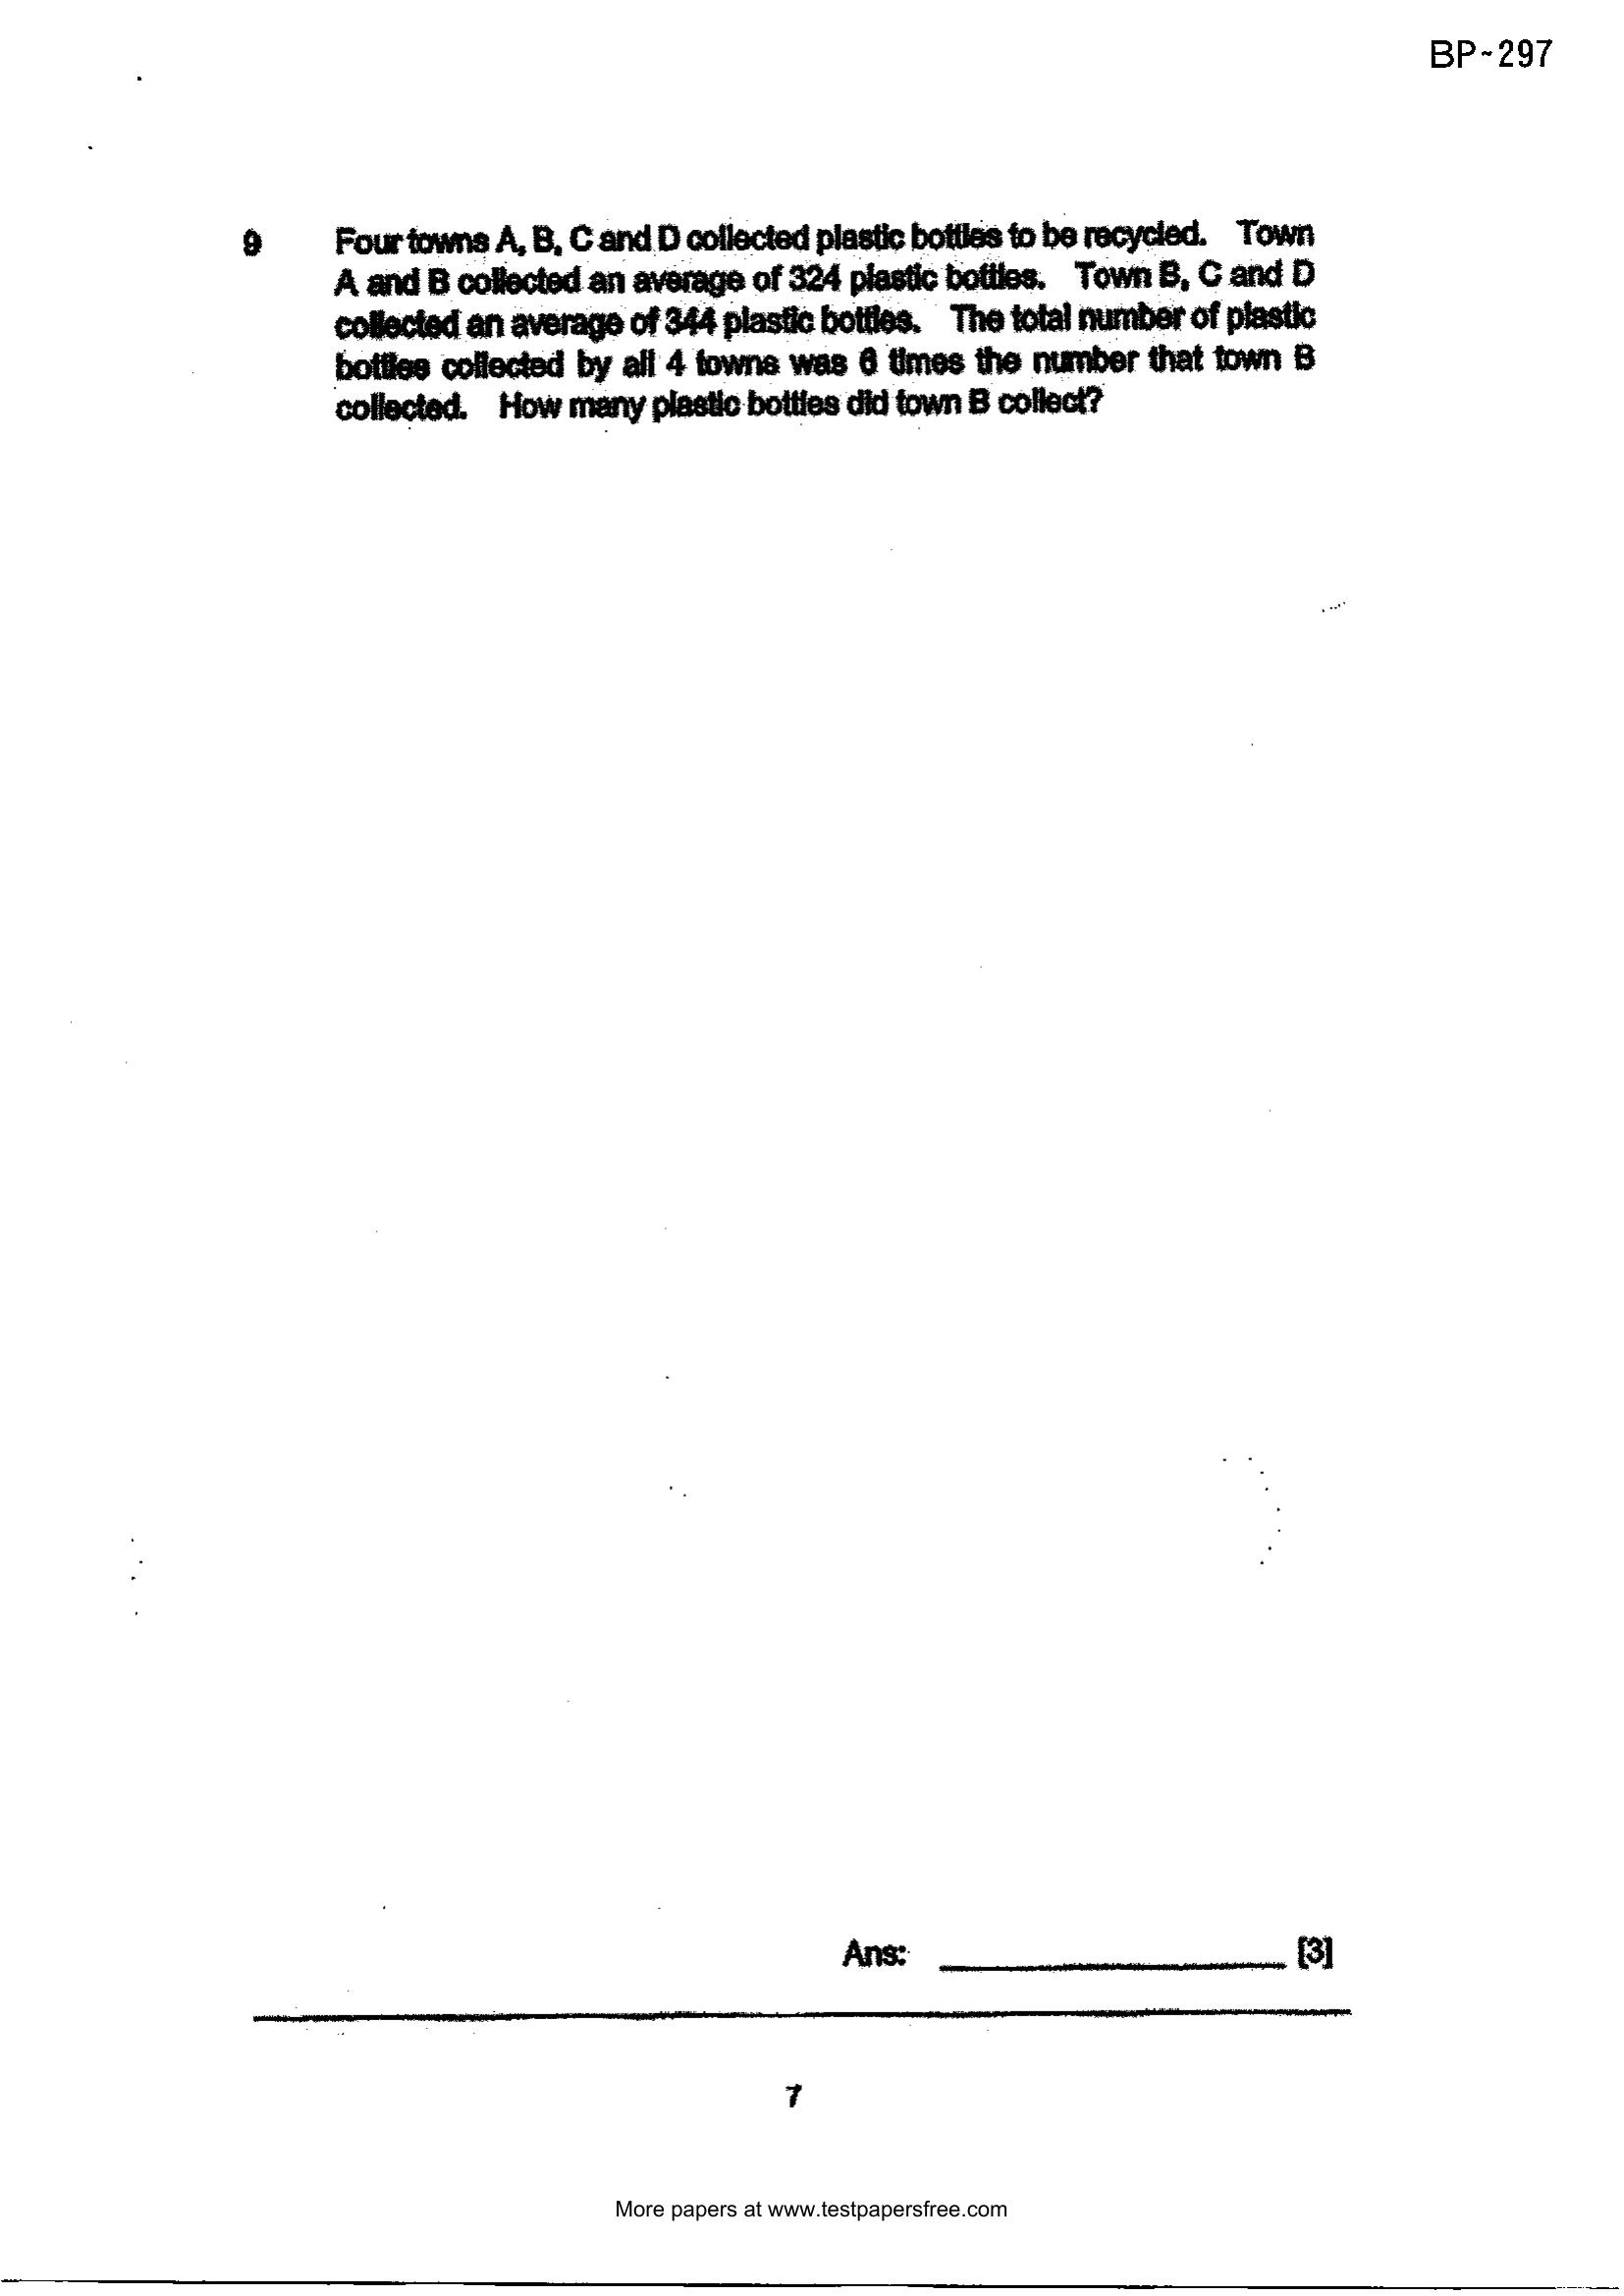 BP-297
9 Four towns A, B, C and D collected plastic bottles to be recycled. Town
A and B collected an average of 324 plastic bottles. Town B, C and D
collected an average of 344 plastic bottles. The total number of plastic
bottles collected by all 4 towns was 6 times the number that town B
collected. How many plastic bottles did town B collect?
Ans: ____________________ [3]
7
More papers at www.testpapersfree.com